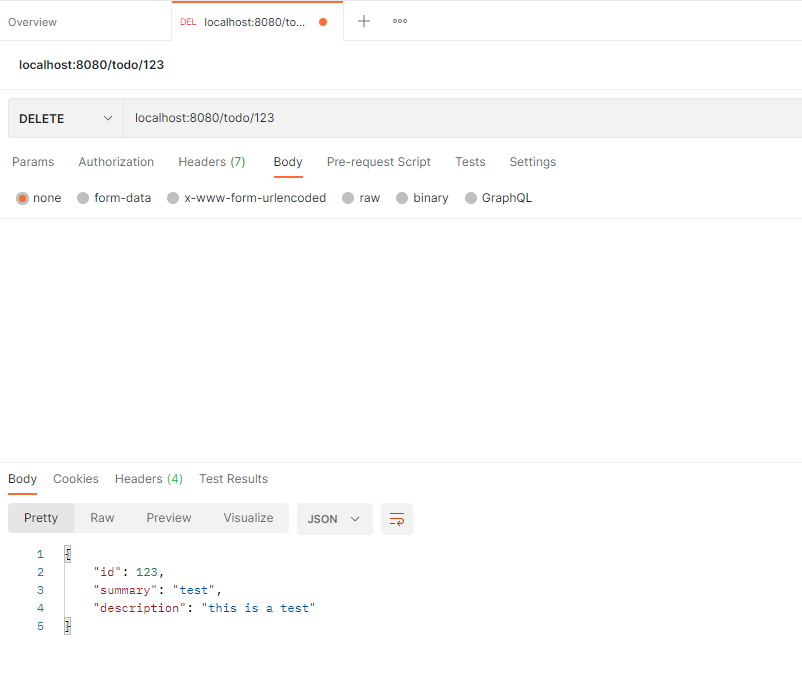 Overview DEL localhost:8080/to...
localhost:8080/todo/123
DELETE localhost:8080/todo/123
Params Authorization Headers (7) Body Pre-request Script Tests Settings
none form-data x-www-form-urlencoded raw binary GraphQL
Body Cookies Headers (4) Test Results
Pretty Raw Preview Visualize JSON
1 {
2 "id": 123,
3 "summary": "test",
4 "description": "this is a test"
5 }